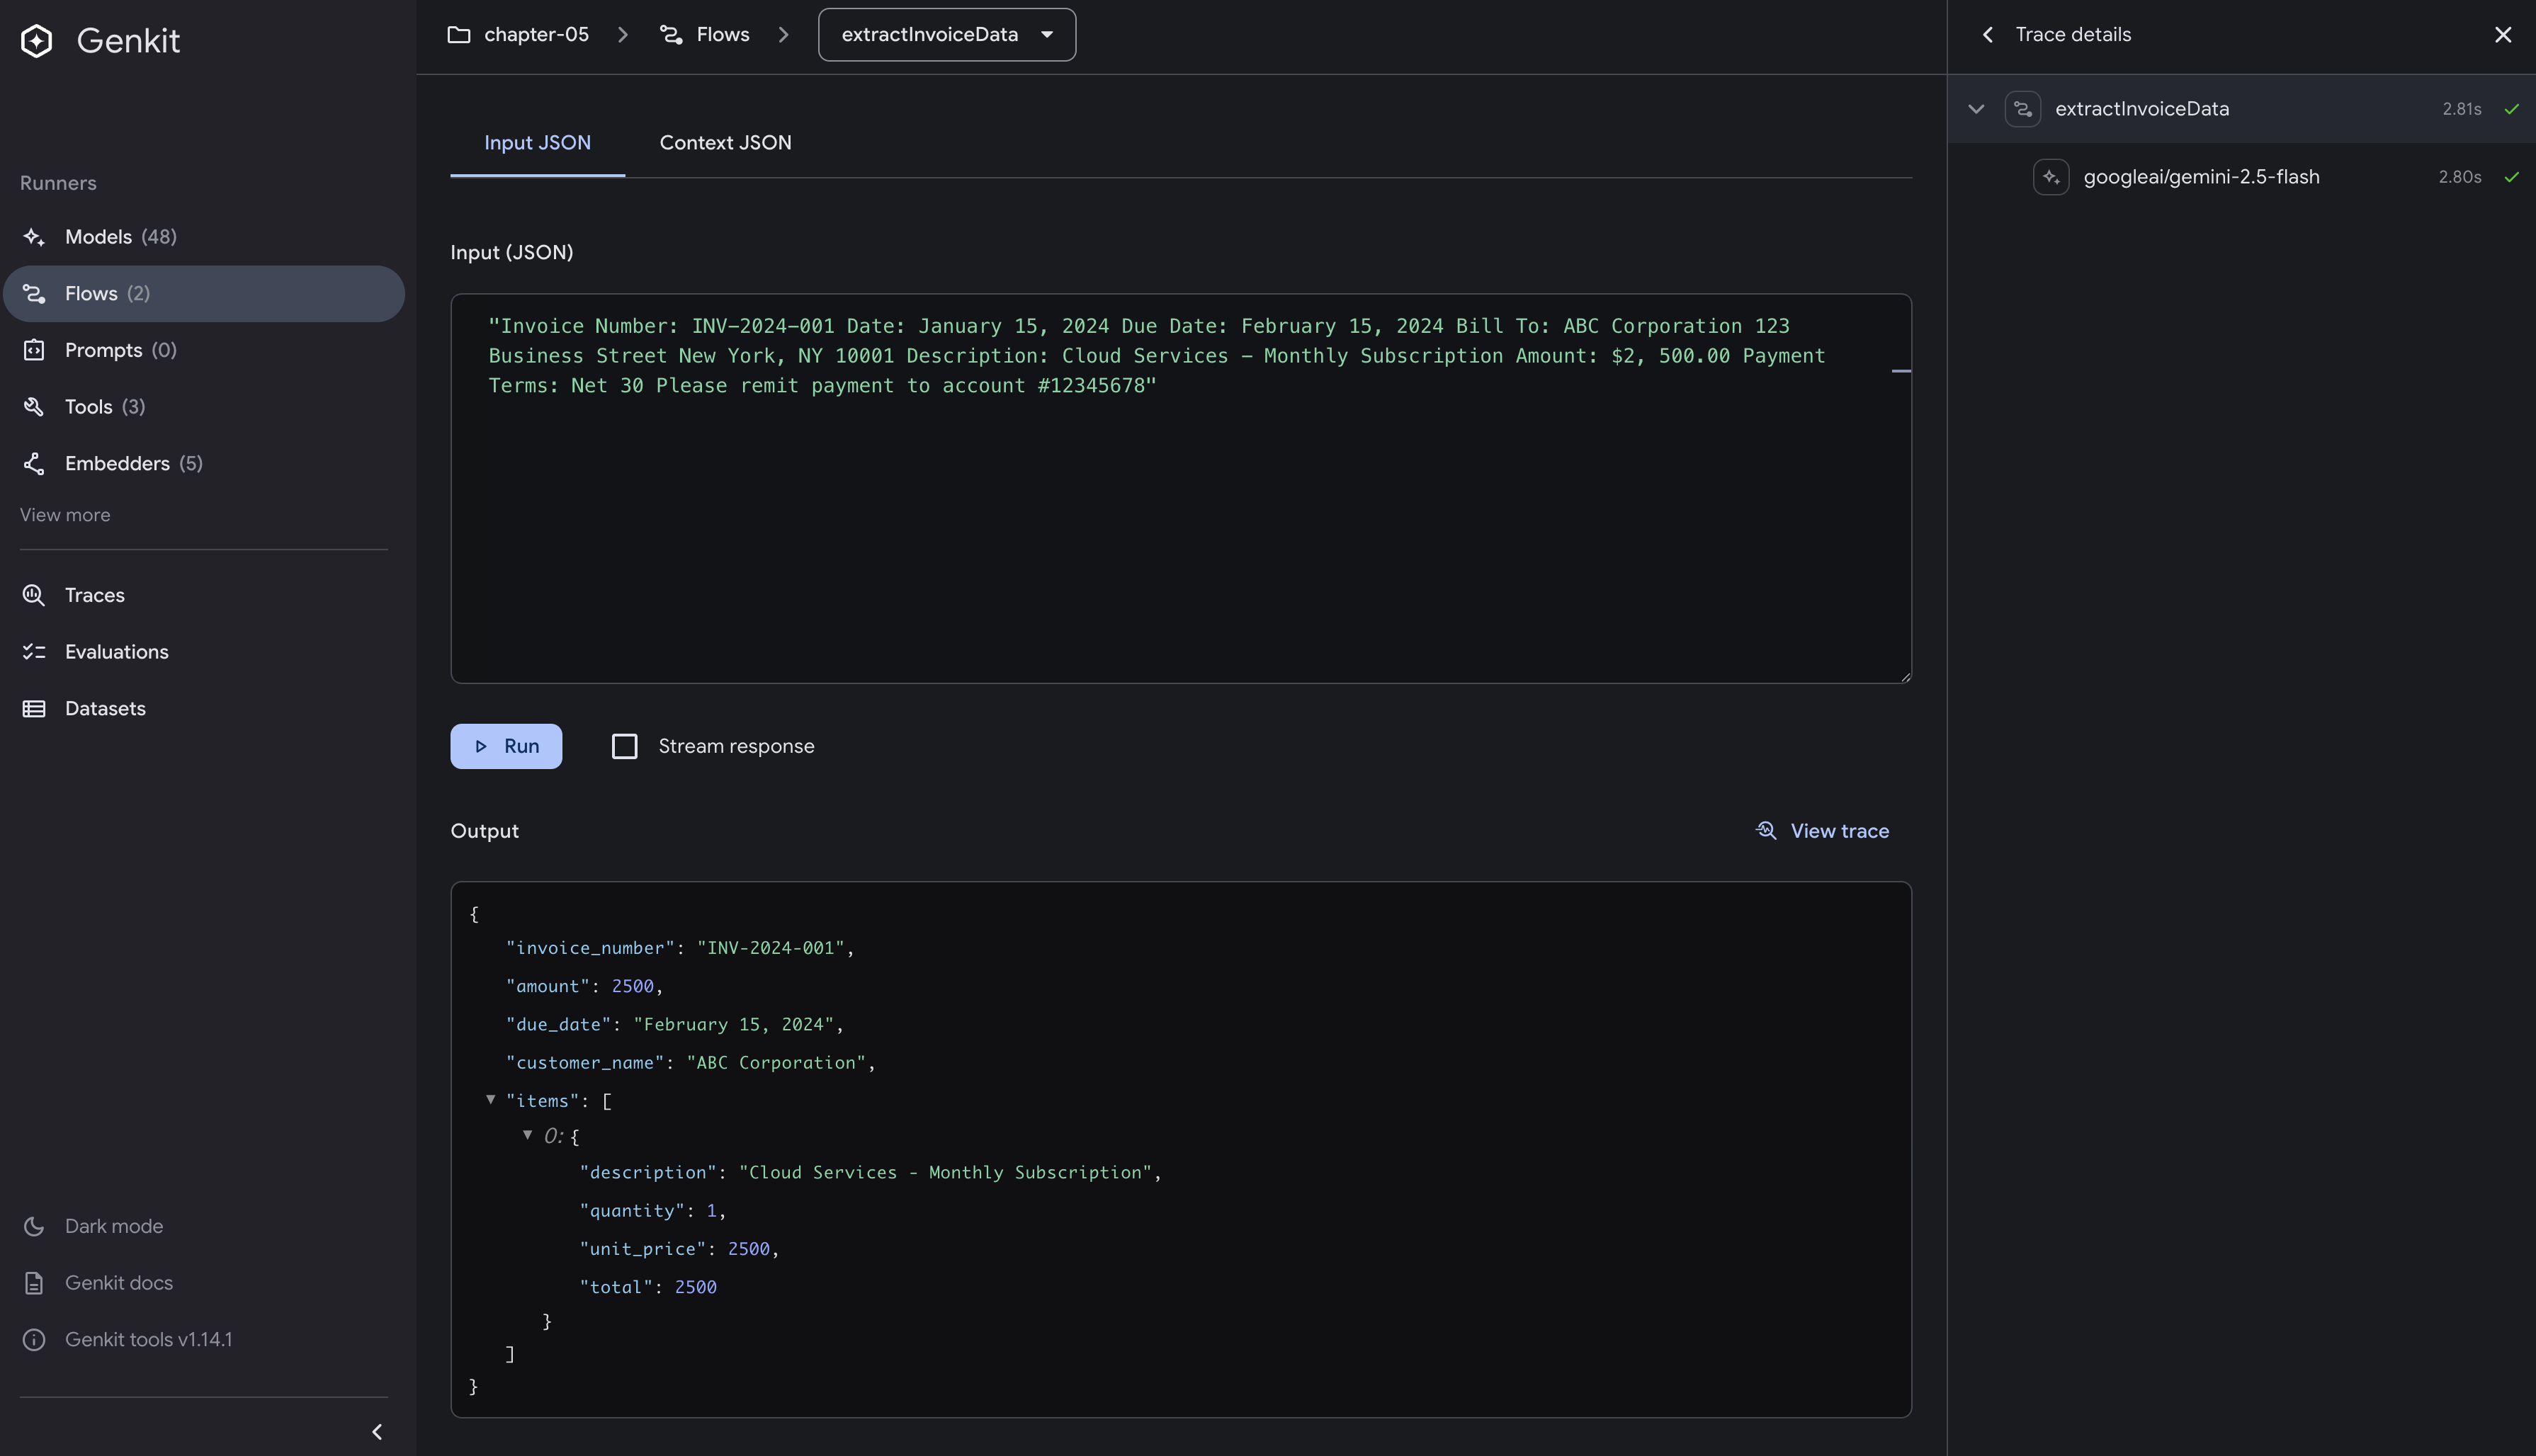 Genkit
Runners
Models (48)
Flows (2)
Prompts (0)
Tools (3)
Embedders (5)
View more
Traces
Evaluations
Datasets
Dark mode
Genkit docs
Genkit tools v1.14.1
chapter-05
Flows
extractInvoiceData
Input JSON
Context JSON
Input (JSON)
"Invoice Number: INV-2024-001 Date: January 15, 2024 Due Date: February 15, 2024 Bill To: ABC Corporation 123
Business Street New York, NY 10001 Description: Cloud Services - Monthly Subscription Amount: $2, 500.00 Payment
Terms: Net 30 Please remit payment to account #12345678"
Run
Stream response
Output
View trace
{
"invoice_number": "INV-2024-001",
"amount": 2500,
"due_date": "February 15, 2024",
"customer_name": "ABC Corporation",
"items": [
0: {
"description": "Cloud Services - Monthly Subscription",
"quantity": 1,
"unit_price": 2500,
"total": 2500
}
]
}
Trace details
extractInvoiceData 2.81s
googleai/gemini-2.5-flash 2.80s